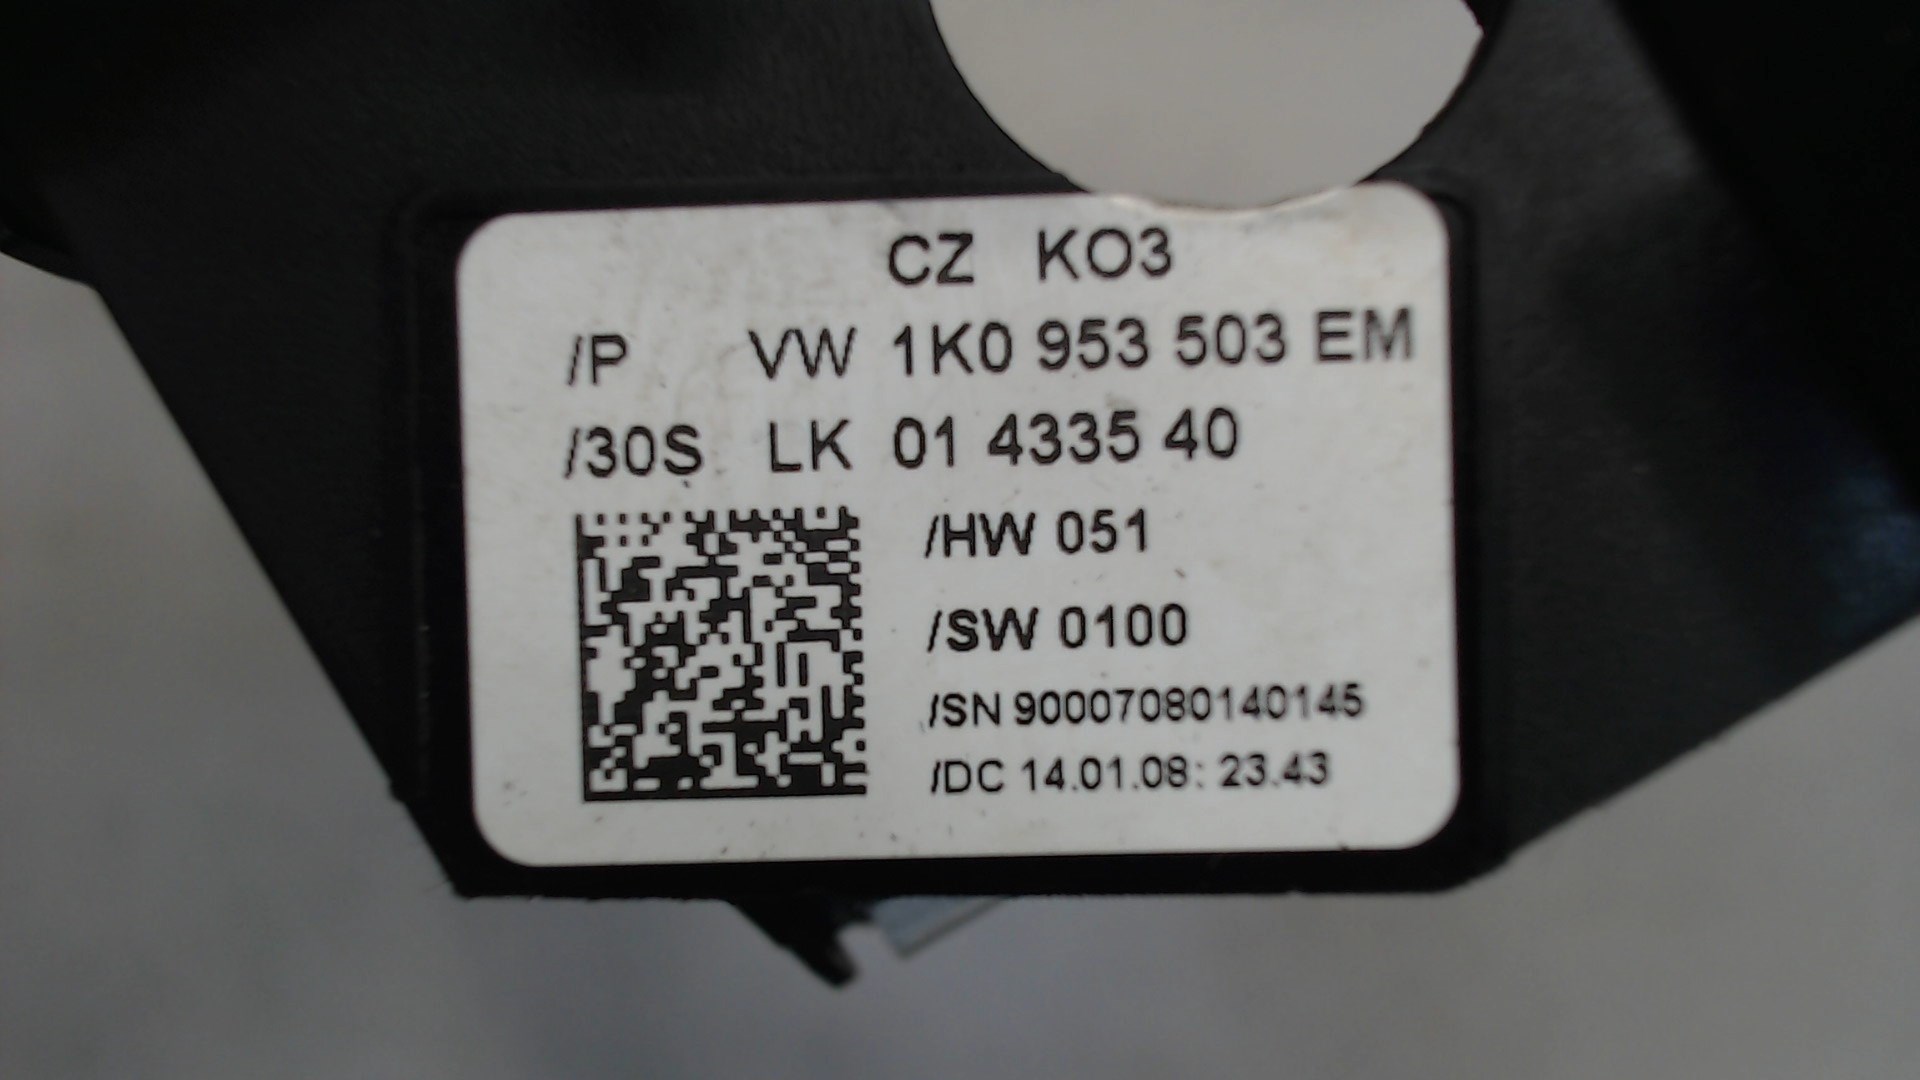 CZ KO3
/P VW 1K0 953 503 EM
/30S LK 01 4335 40
/HW 051
/SW 0100
/SN 90007080140145
/DC 14.01.08: 23.43